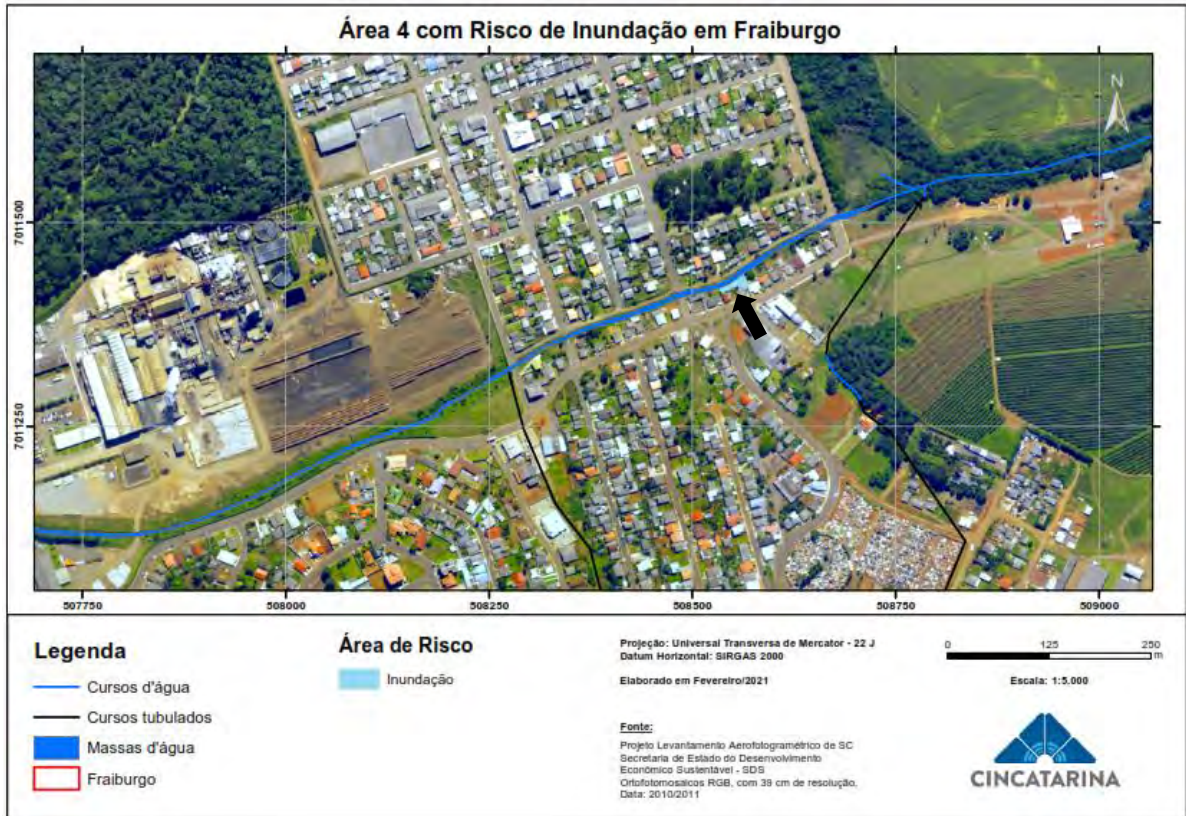 Área 4 com Risco de Inundação em Fraiburgo
N
7011500
7011250
507750
508000
508250
508500
508750
509000
Legenda
Cursos d'água
Cursos tubulados
Massas d'água
Fraiburgo
Área de Risco
Inundação
Projeção: Universal Transversa de Mercator - 22 J
Datum Horizontal: SIRGAS 2000
Elaborado em Fevereiro/2021
Fonte:
Projeto Levantamento Aerofotogramétrico de SC
Secretaria de Estado do Desenvolvimento
Econômico Sustentável - SDS
Ortofotomosaicos RGB, com 39 cm de resolução.
Data: 2010/2011
0 125 250
m
Escala: 1:5.000
CINCATARINA